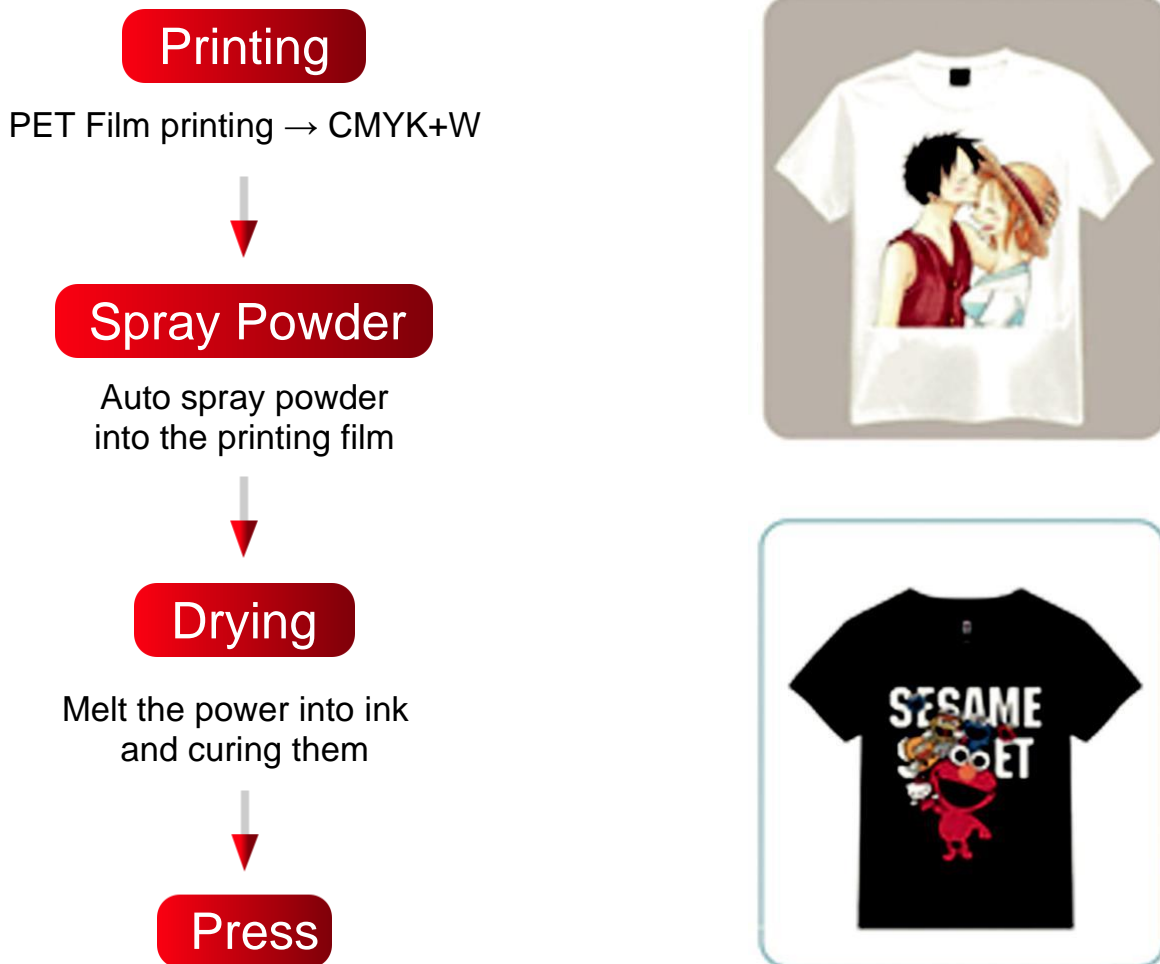 Printing
PET Film printing → CMYK+W
Spray Powder
Auto spray powder
into the printing film
Drying
Melt the power into ink
and curing them
Press
SESAME